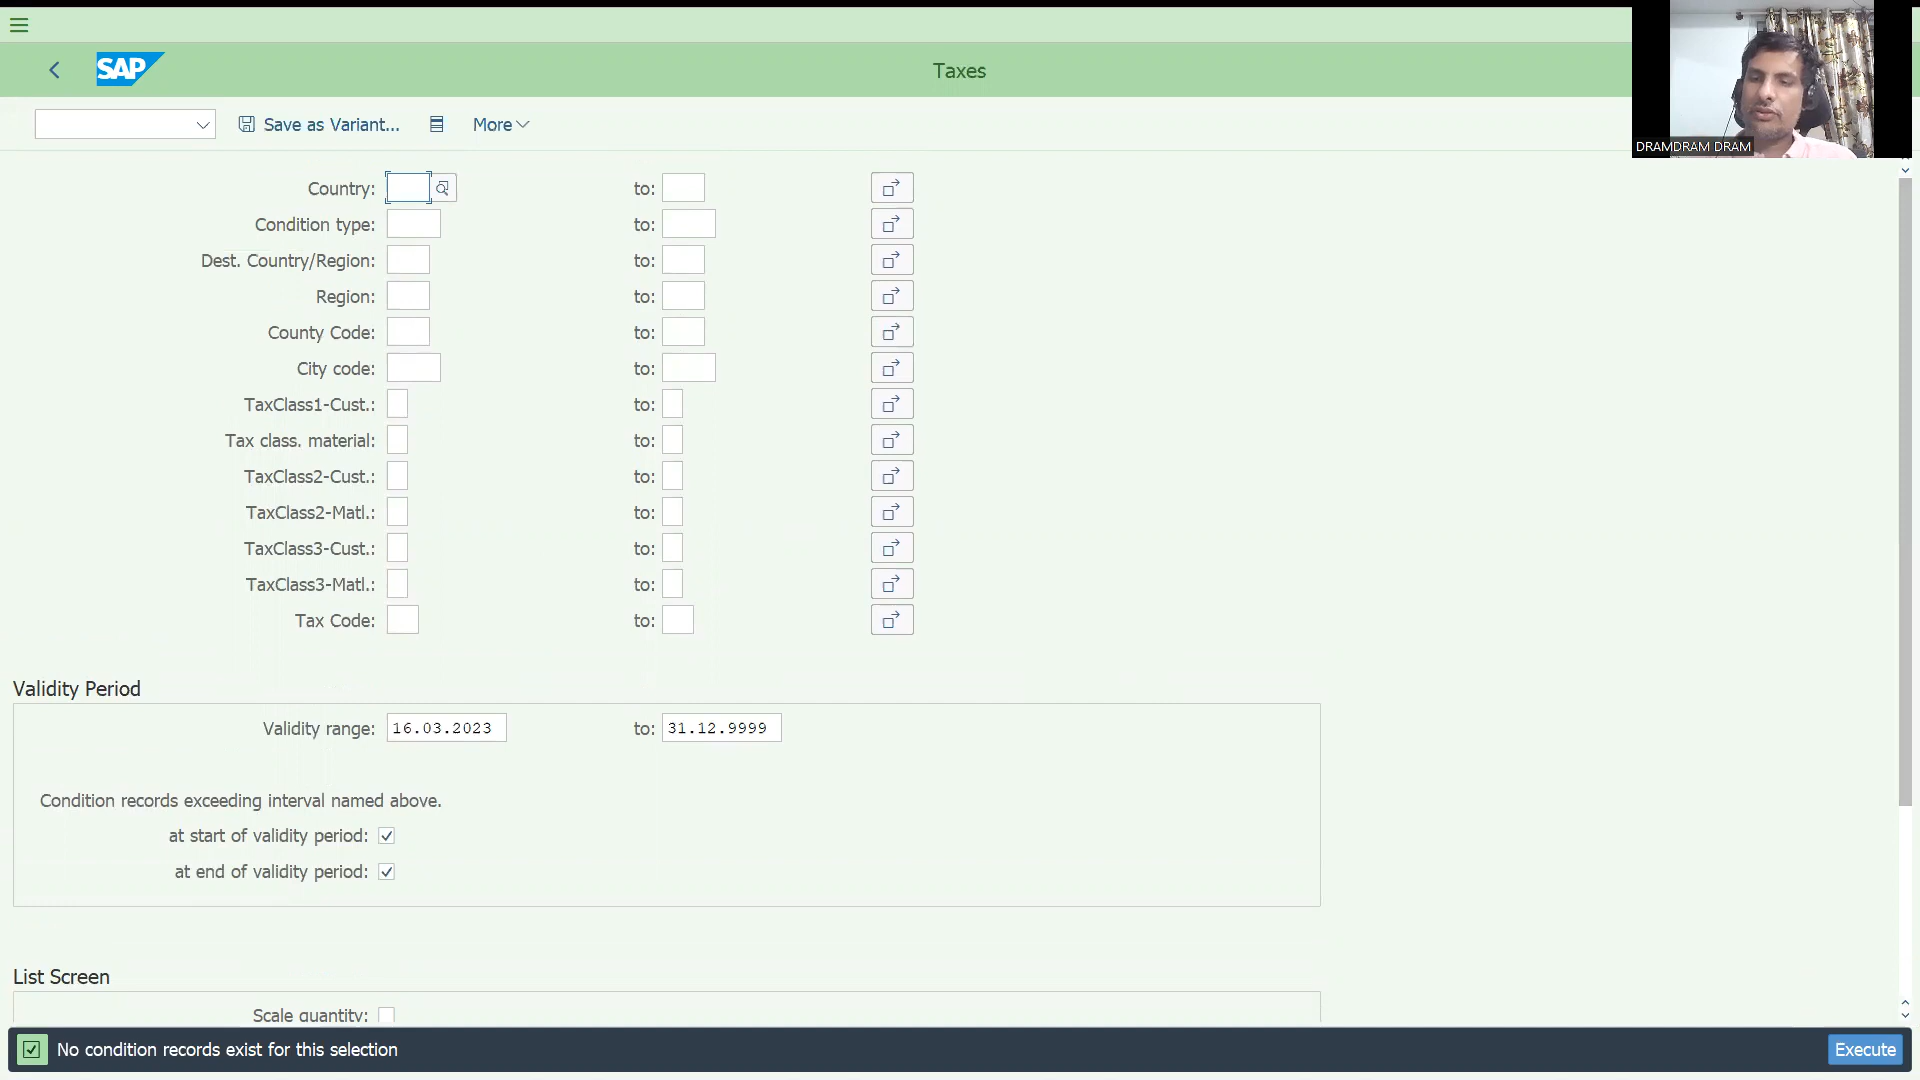 SAP
Taxes
Save as Variant...
More
DRAMDRAM DRAM
Country: to:
Condition type: to:
Dest. Country/Region: to:
Region: to:
County Code: to:
City code: to:
TaxClass1-Cust.: to:
Tax class. material: to:
TaxClass2-Cust.: to:
TaxClass2-Matl.: to:
TaxClass3-Cust.: to:
TaxClass3-Matl.: to:
Tax Code: to:
Validity Period
Validity range: 16.03.2023 to: 31.12.9999
Condition records exceeding interval named above.
at start of validity period:
at end of validity period:
List Screen
Scale quantity:
No condition records exist for this selection
Execute